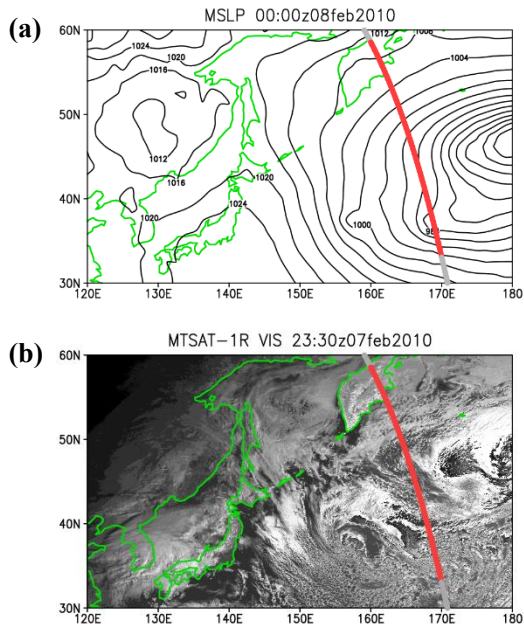 (a)
MSLP 00:00z08feb2010
60N
50N
40N
30N
120E 130E 140E 150E 160E 170E 180
1024
1020
1016
1012
1016
1020
1020
1024
1012
1008
1004
1000
(b)
MTSAT-1R VIS 23:30z07feb2010
60N
50N
40N
30N
120E 130E 140E 150E 160E 170E 180